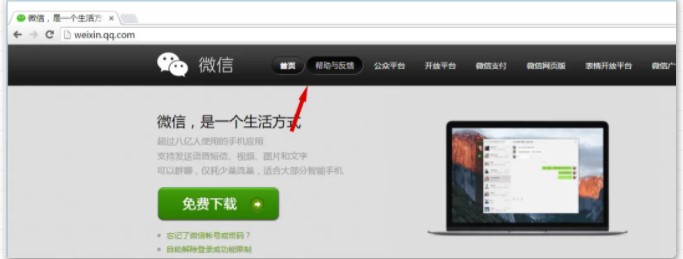 微信，是一个生活方
weixin.qq.com
微信
首页 帮助与反馈 公众平台 开放平台 微信支付 微信网页版 表情开放平台 微信广
微信，是一个生活方式
超过八亿人使用的手机应用
支持发送语音短信、视频、图片和文字
可以群聊，仅耗少量流量，适合大部分智能手机
免费下载
忘记了微信帐号或密码？
自助解除登录或功能限制